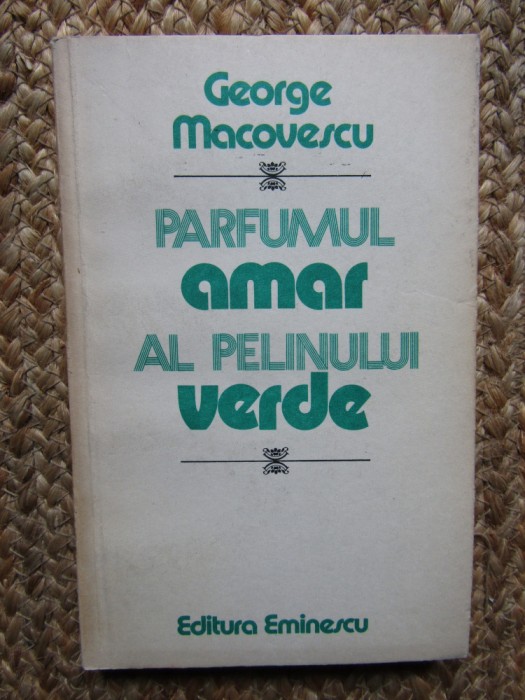 George
Macovescu
PARFUMUL
amar
AL PELINULUI
verde
Editura Eminescu